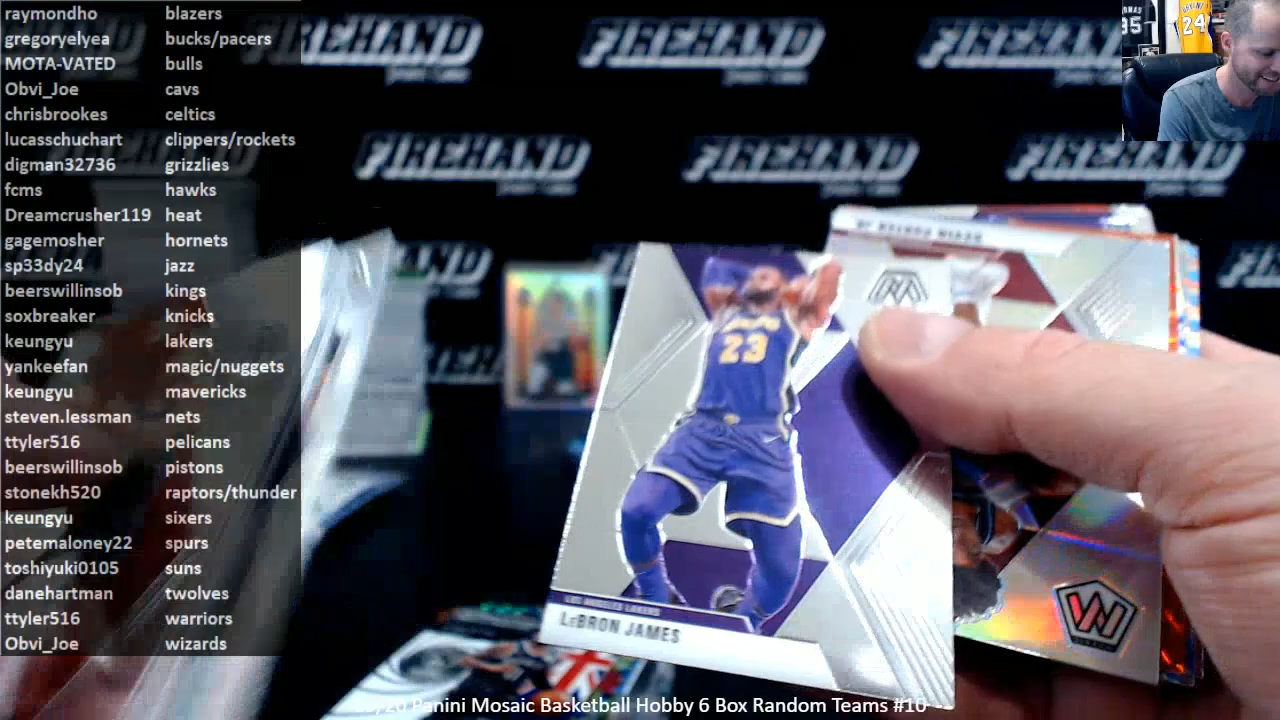 raymondho blazers
gregoryelyea bucks/pacers
MOTA-VATED bulls
Obvi_Joe cavs
chrisbrookes celtics
lucasschuchart clippers/rockets
digman32736 grizzlies
fcms hawks
Dreamcrusher119 heat
gagemosher hornets
sp33dy24 jazz
beerswillinsob kings
soxbreaker knicks
keungyu lakers
yankeefan magic/nuggets
keungyu mavericks
steven.lessman nets
ttyler516 pelicans
beerswillinsob pistons
stonekh520 raptors/thunder
keungyu sixers
petemaloney22 spurs
toshiyuki0105 suns
danehartman twolves
ttyler516 warriors
Obvi_Joe wizards
FIREHAND
FIREHAND
FIREHAND
FIREHAND
FIREHAND
FIREHAND
24
LAKERS
23
LOS ANGELES LAKERS
LEBRON JAMES
Panini Mosaic Basketball Hobby 6 Box Random Teams #10